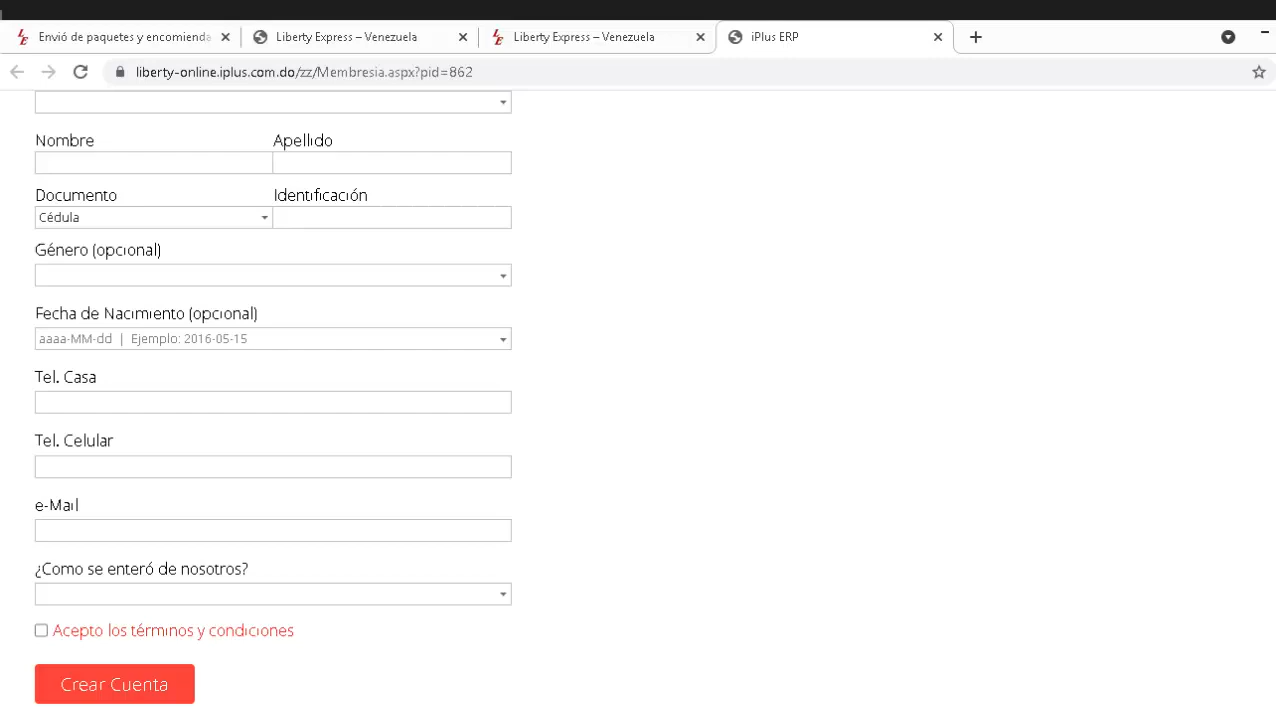 Envió de paquetes y encomienda
Liberty Express – Venezuela
Liberty Express – Venezuela
iPlus ERP
liberty-online.iplus.com.do/zz/Membresia.aspx?pid=862
Nombre Apellido
Documento Identificación
Cédula
Género (opcional)
Fecha de Nacimiento (opcional)
aaaa-MM-dd | Ejemplo: 2016-05-15
Tel. Casa
Tel. Celular
e-Mail
¿Como se enteró de nosotros?
Acepto los términos y condiciones
Crear Cuenta